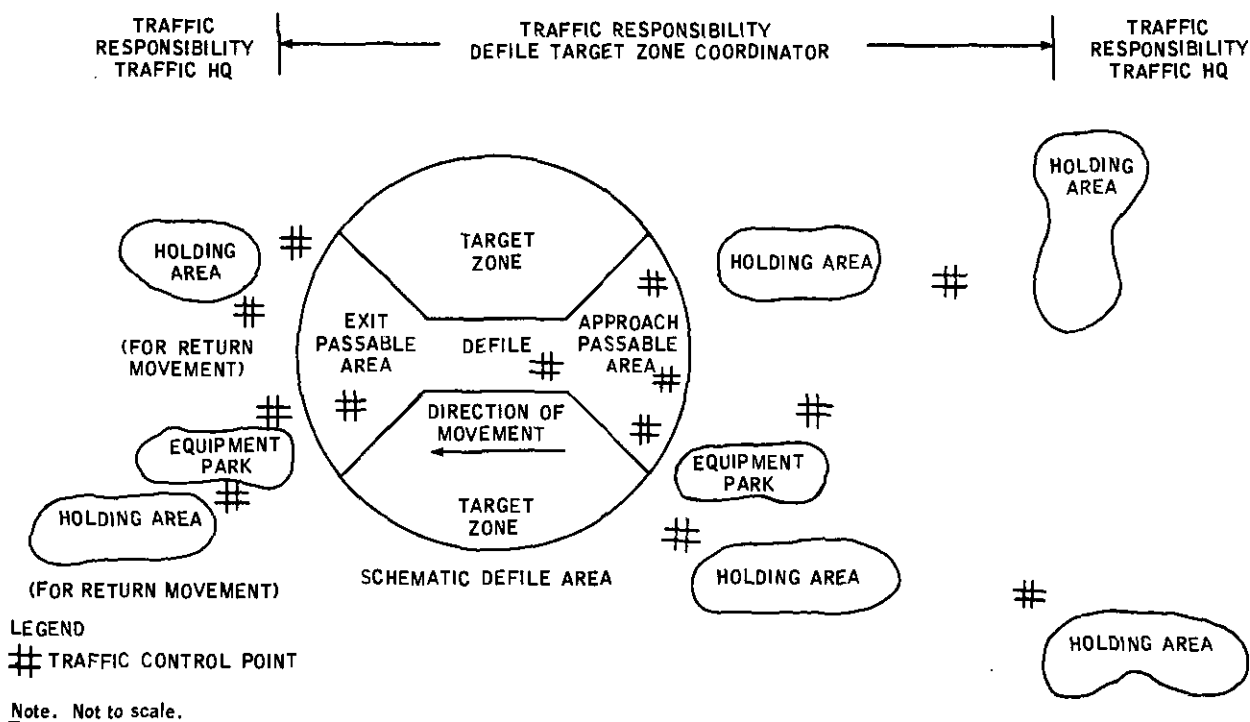 TRAFFIC
RESPONSIBILITY
TRAFFIC HQ
TRAFFIC RESPONSIBILITY
DEFILE TARGET ZONE COORDINATOR
TRAFFIC
RESPONSIBILITY
TRAFFIC HQ
HOLDING
AREA
HOLDING
AREA
(FOR RETURN
MOVEMENT)
TARGET
ZONE
HOLDING AREA
EXIT
PASSABLE
AREA
DEFILE
APPROACH
PASSABLE
AREA
DIRECTION OF
MOVEMENT
EQUIPMENT
PARK
EQUIPMENT
PARK
HOLDING AREA
(FOR RETURN MOVEMENT)
TARGET
ZONE
SCHEMATIC DEFILE AREA
HOLDING AREA
HOLDING AREA
LEGEND
TRAFFIC CONTROL POINT
Note. Not to scale.